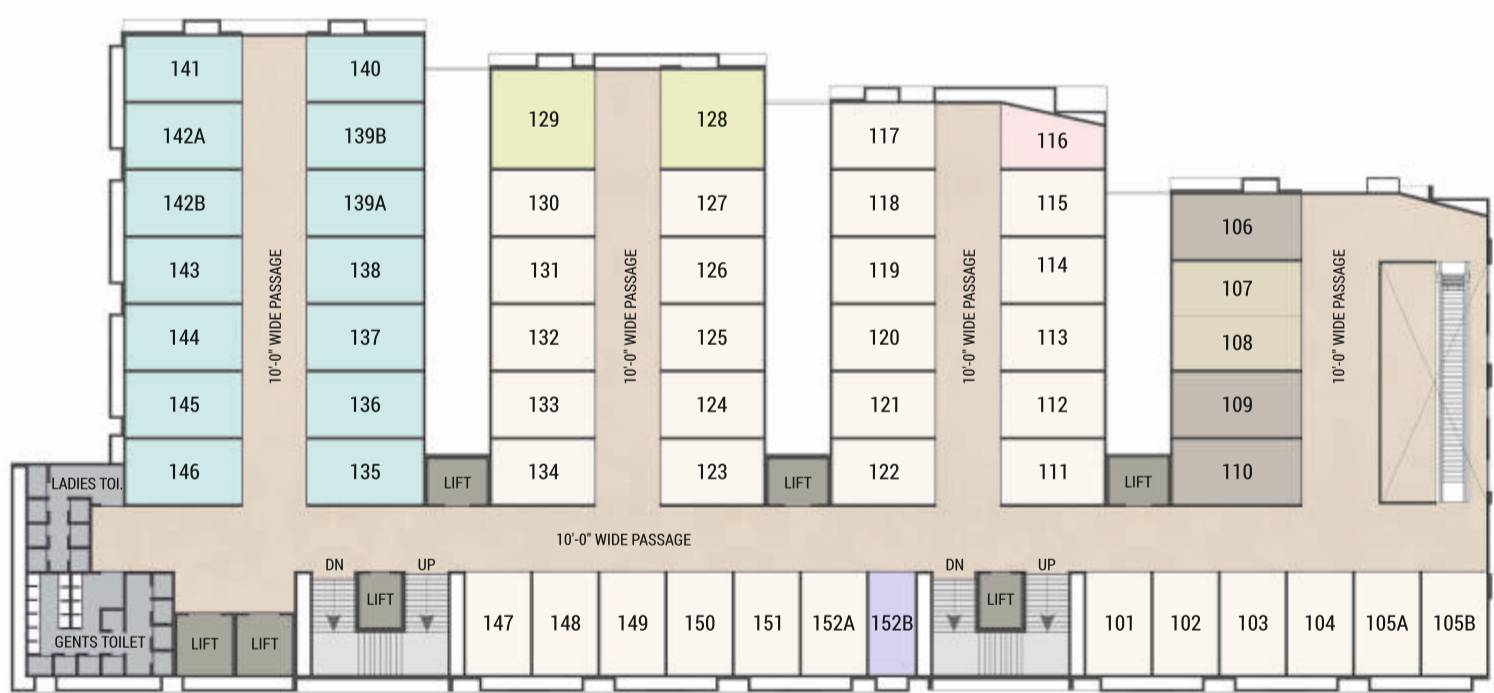 141
140
142A
139B
142B
139A
143
138
144
137
145
136
146
135
10'-0" WIDE PASSAGE
129
128
130
127
131
126
132
125
133
124
134
123
10'-0" WIDE PASSAGE
117
116
118
115
119
114
120
113
121
112
122
111
10'-0" WIDE PASSAGE
106
107
108
109
110
10'-0" WIDE PASSAGE
LADIES TOI.
LIFT
LIFT
LIFT
10'-0" WIDE PASSAGE
DN
UP
DN
UP
LIFT
LIFT
GENTS TOILET
LIFT
LIFT
147
148
149
150
151
152A
152B
101
102
103
104
105A
105B